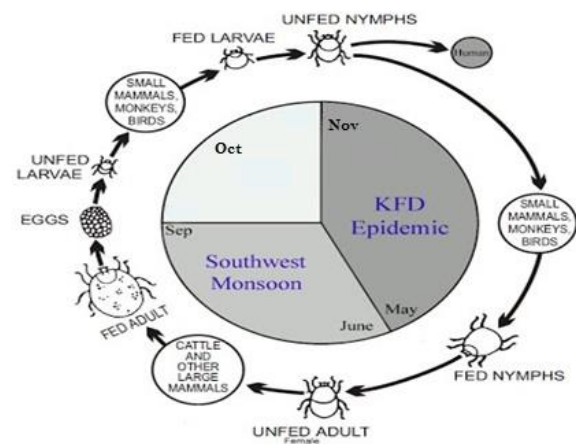 UNFED NYMPHS
FED LARVAE
Human
SMALL
MAMMALS,
MONKEYS,
BIRDS
UNFED
LARVAE
EGGS
FED ADULT
CATTLE
AND
OTHER
LARGE
MAMMALS
UNFED ADULT
Female
FED NYMPHS
SMALL
MAMMALS,
MONKEYS,
BIRDS
Oct
Nov
KFD
Epidemic
Sep
Southwest
Monsoon
May
June